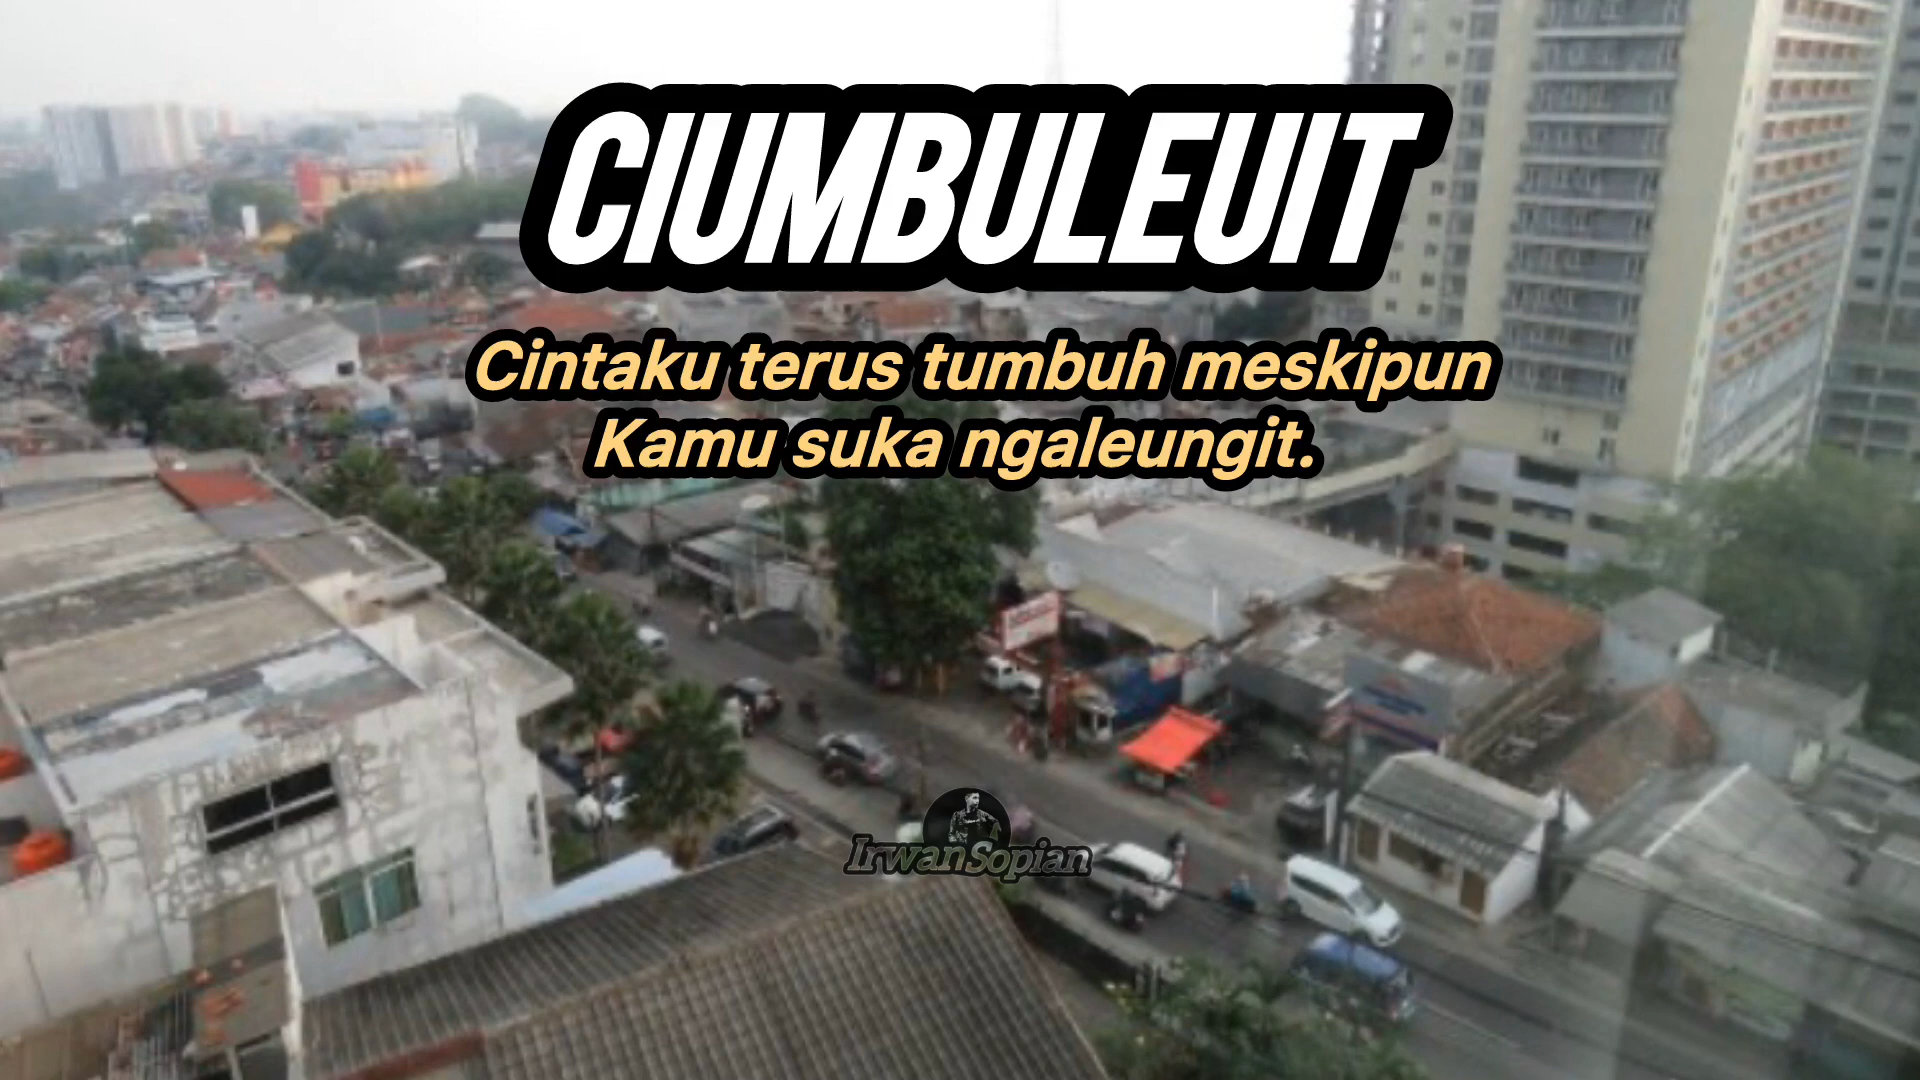 CIUMBULEUIT
Cintaku terus tumbuh meskipun
Kamu suka ngaleungit.
IrwanSopian